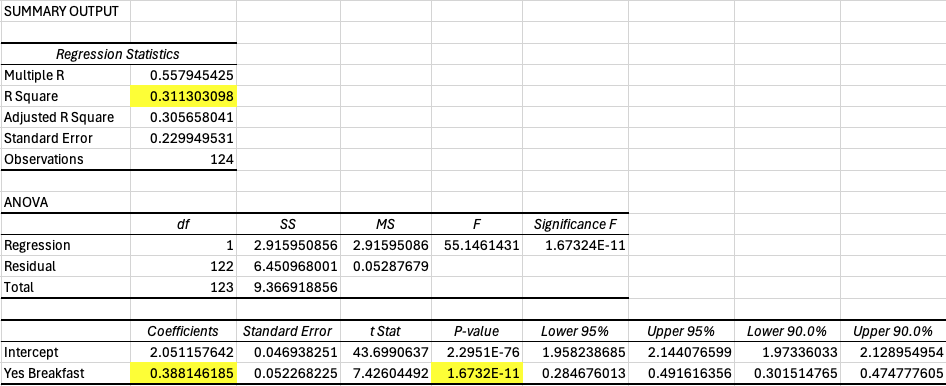 SUMMARY OUTPUT
Regression Statistics
Multiple R 0.557945425
R Square 0.311303098
Adjusted R Square 0.305658041
Standard Error 0.229949531
Observations 124
ANOVA
df SS MS F Significance F
Regression 1 2.915950856 2.91595086 55.1461431 1.67324E-11
Residual 122 6.450968001 0.05287679
Total 123 9.366918856
Coefficients Standard Error t Stat P-value Lower 95% Upper 95% Lower 90.0% Upper 90.0%
Intercept 2.051157642 0.046938251 43.6990637 2.2951E-76 1.958238685 2.144076599 1.97336033 2.128954954
Yes Breakfast 0.388146185 0.052268225 7.42604492 1.6732E-11 0.284676013 0.491616356 0.301514765 0.474777605